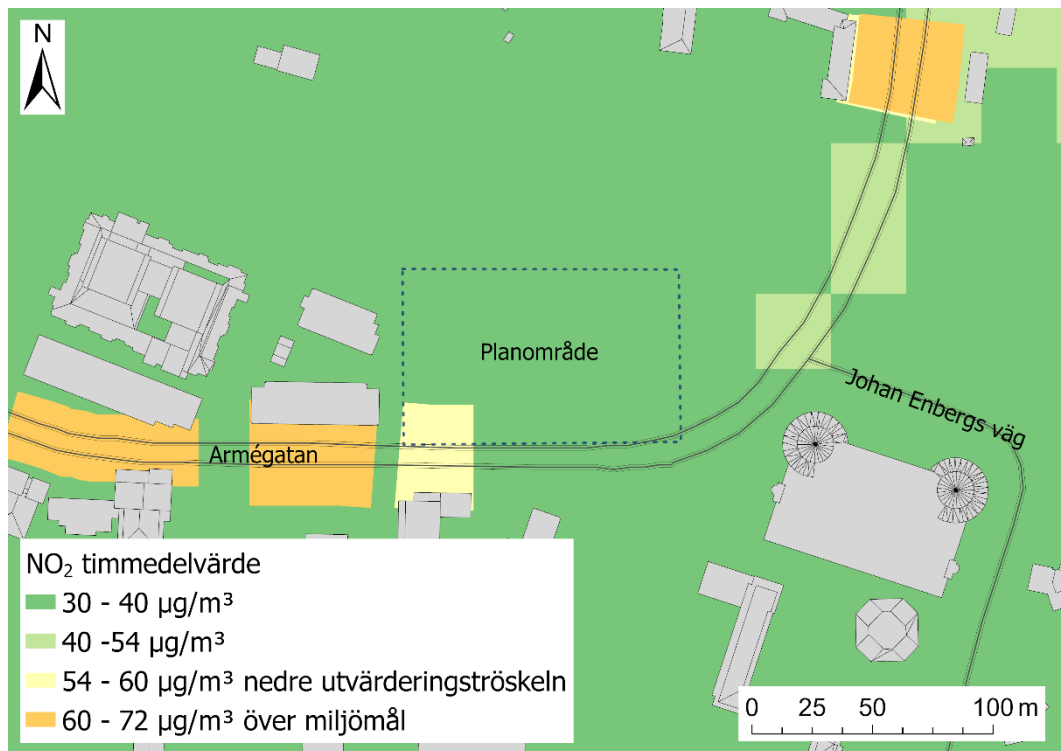 N
Planområde
Johan Enbergs väg
Armégatan
NO₂ timmedelvärde
30 - 40 µg/m³
40 -54 µg/m³
54 - 60 µg/m³ nedre utvärderingströskeln
60 - 72 µg/m³ över miljömål
0 25 50 100 m